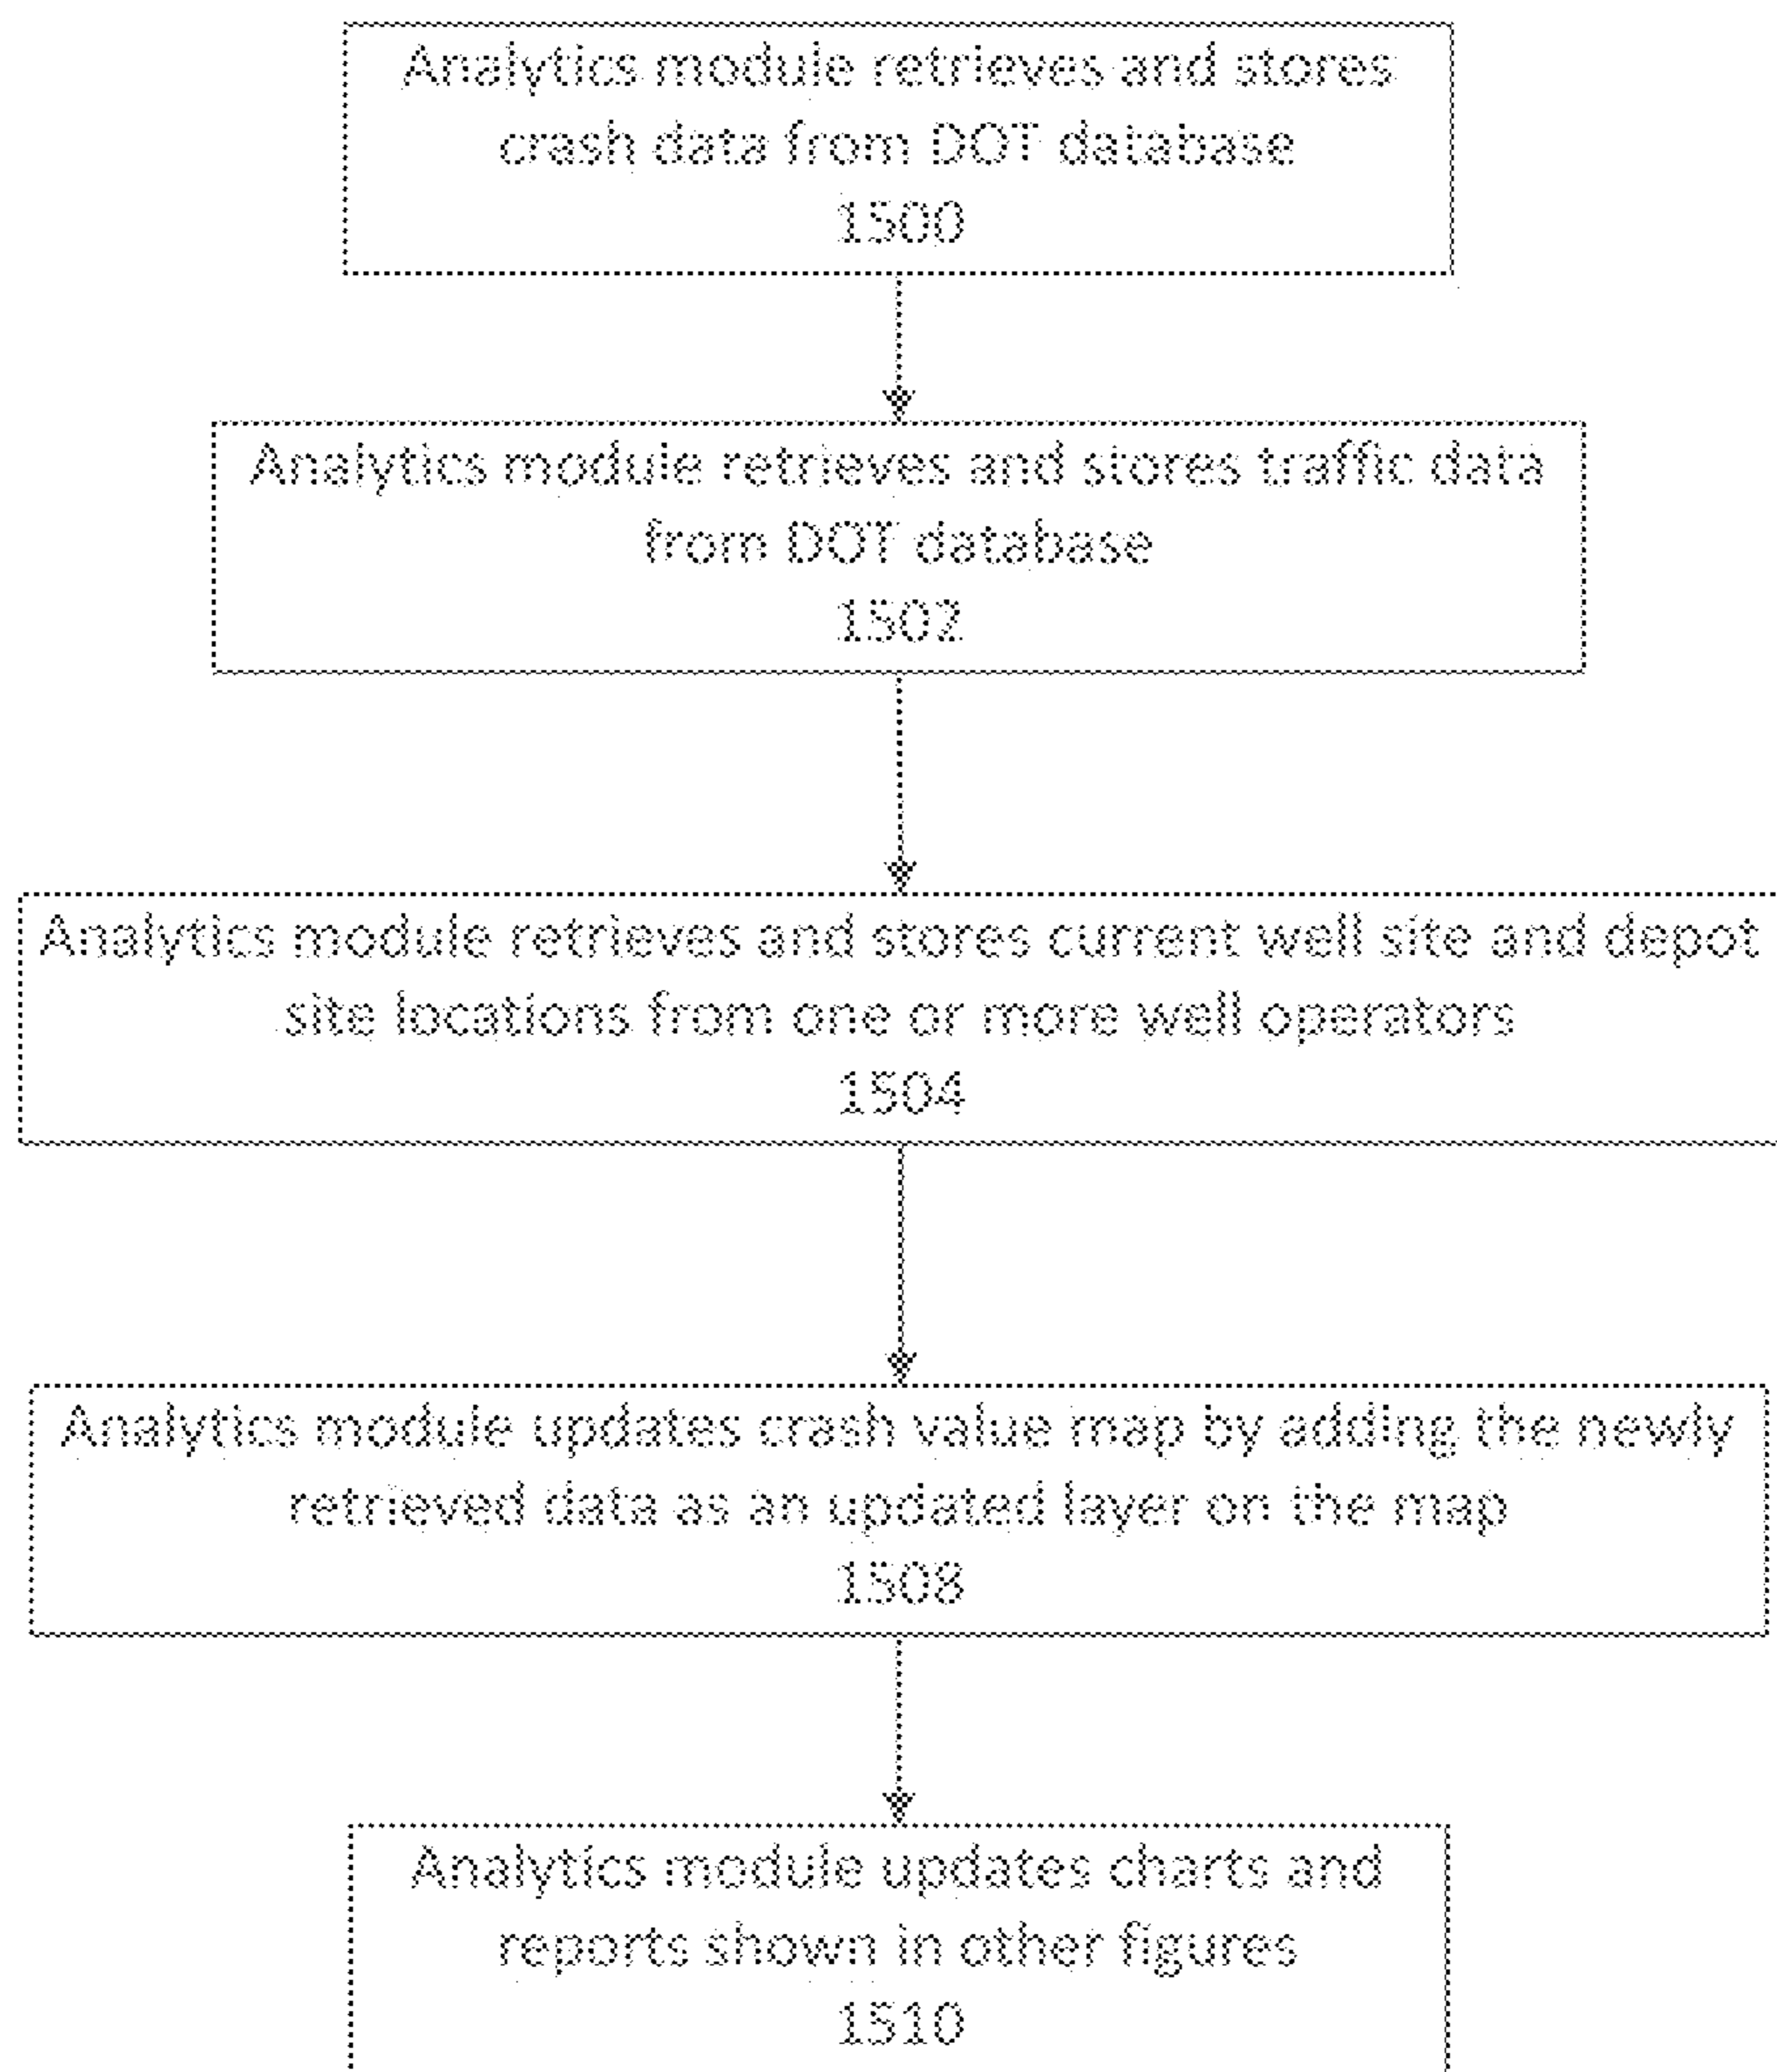 Analytics module retrieves and stores
crash data from DOT database
1500
Analytics module retrieves and stores traffic data
from DOT database
1502
Analytics module retrieves and stores current well site and depot
site locations from one or more well operators
1504
Analytics module updates crash value map by adding the newly
retrieved data as an updated layer on the map
1508
Analytics module updates charts and
reports shown in other figures
1510